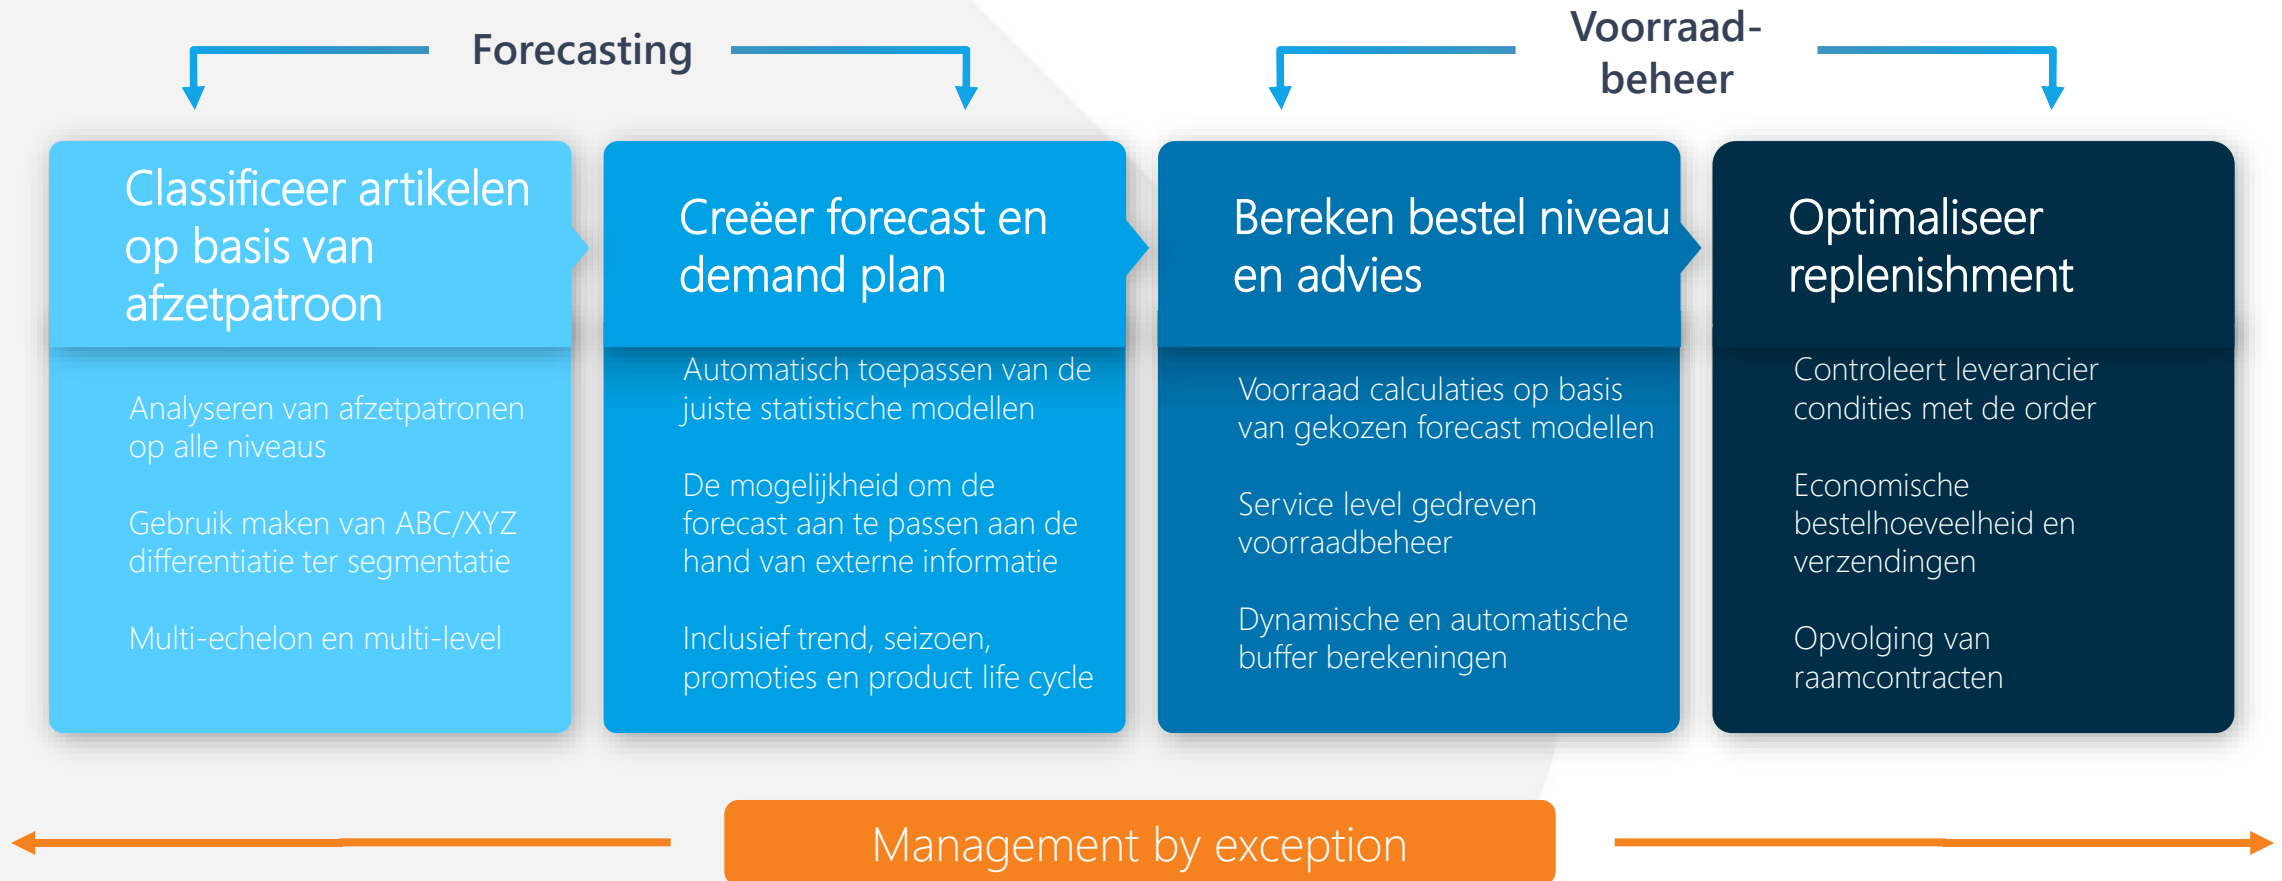 Forecasting
Voorraad-
beheer
Classificeer artikelen
op basis van
afzetpatroon
Analyseren van afzetpatronen
op alle niveaus
Gebruik maken van ABC/XYZ
differentiatie ter segmentatie
Multi-echelon en multi-level
Creëer forecast en
demand plan
Automatisch toepassen van de
juiste statistische modellen
De mogelijkheid om de
forecast aan te passen aan de
hand van externe informatie
Inclusief trend, seizoen,
promoties en product life cycle
Bereken bestel niveau
en advies
Voorraad calculaties op basis
van gekozen forecast modellen
Service level gedreven
voorraadbeheer
Dynamische en automatische
buffer berekeningen
Optimaliseer
replenishment
Controleert leverancier
condities met de order
Economische
bestelhoeveelheid en
verzendingen
Opvolging van
raamcontracten
Management by exception